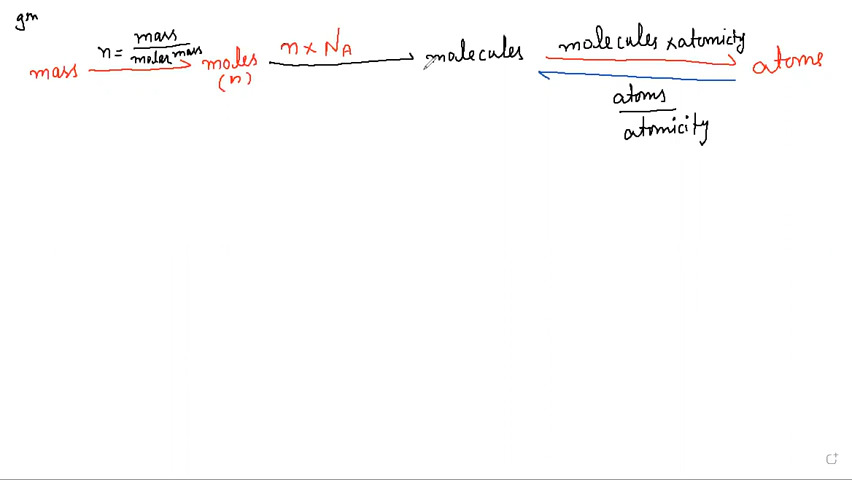 gm
mass n = mass / molar mass moles (n) n × NA molecules molecules × atomicity atoms
atoms / atomicity